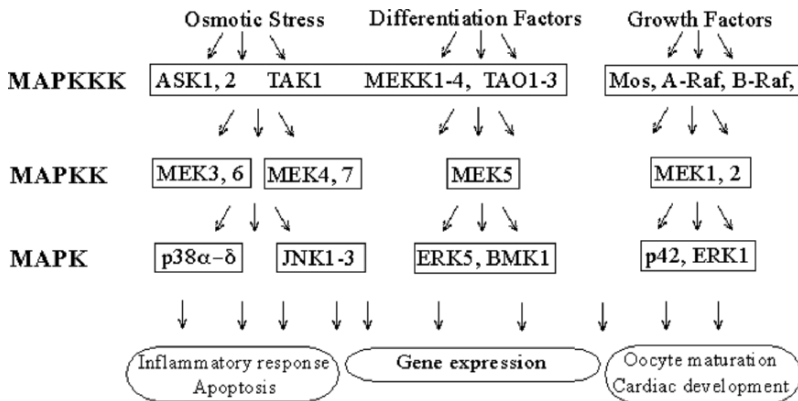 Osmotic Stress Differentiation Factors Growth Factors
MAPKKK ASK1, 2 TAK1 MEKK1-4, TAO1-3 Mos, A-Raf, B-Raf,
MAPKK MEK3, 6 MEK4, 7 MEK5 MEK1, 2
MAPK p38α–δ JNK1-3 ERK5, BMK1 p42, ERK1
Inflammatory response Gene expression Oocyte maturation
Apoptosis Cardiac development